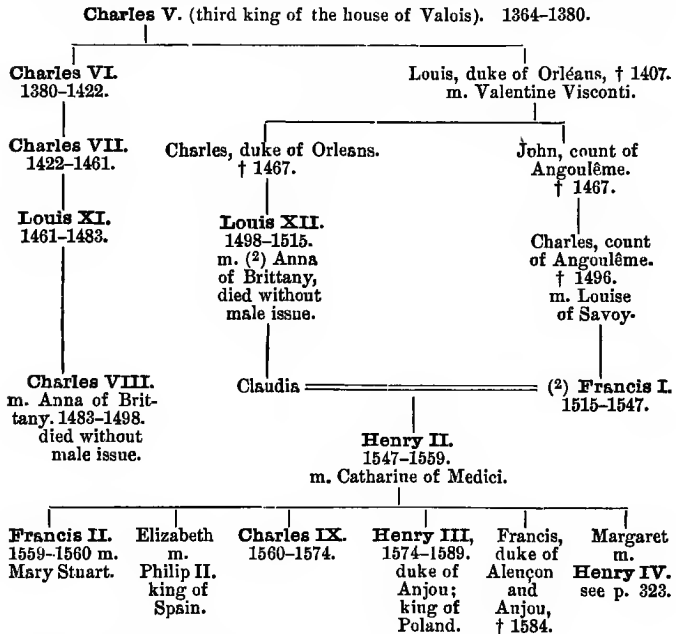 Charles V. (third king of the house of Valois). 1364–1380.
Charles VI.
1380–1422.
Louis, duke of Orléans, † 1407.
m. Valentine Visconti.
Charles VII.
1422–1461.
Charles, duke of Orleans.
† 1467.
John, count of
Angoulême.
† 1467.
Louis XI.
1461–1483.
Louis XII.
1498–1515.
m. (2) Anna
of Brittany,
died without
male issue.
Charles, count
of Angoulême.
† 1496.
m. Louise
of Savoy.
Charles VIII.
m. Anna of Brit-
tany. 1483–1498.
died without
male issue.
Claudia
(2) Francis I.
1515–1547.
Henry II.
1547–1559.
m. Catharine of Medici.
Francis II.
1559–1560 m.
Mary Stuart.
Elizabeth
m.
Philip II.
king of
Spain.
Charles IX.
1560–1574.
Henry III,
1574–1589.
duke of
Anjou;
king of
Poland.
Francis,
duke of
Alençon
and
Anjou,
† 1584.
Margaret
m.
Henry IV.
see p. 323.